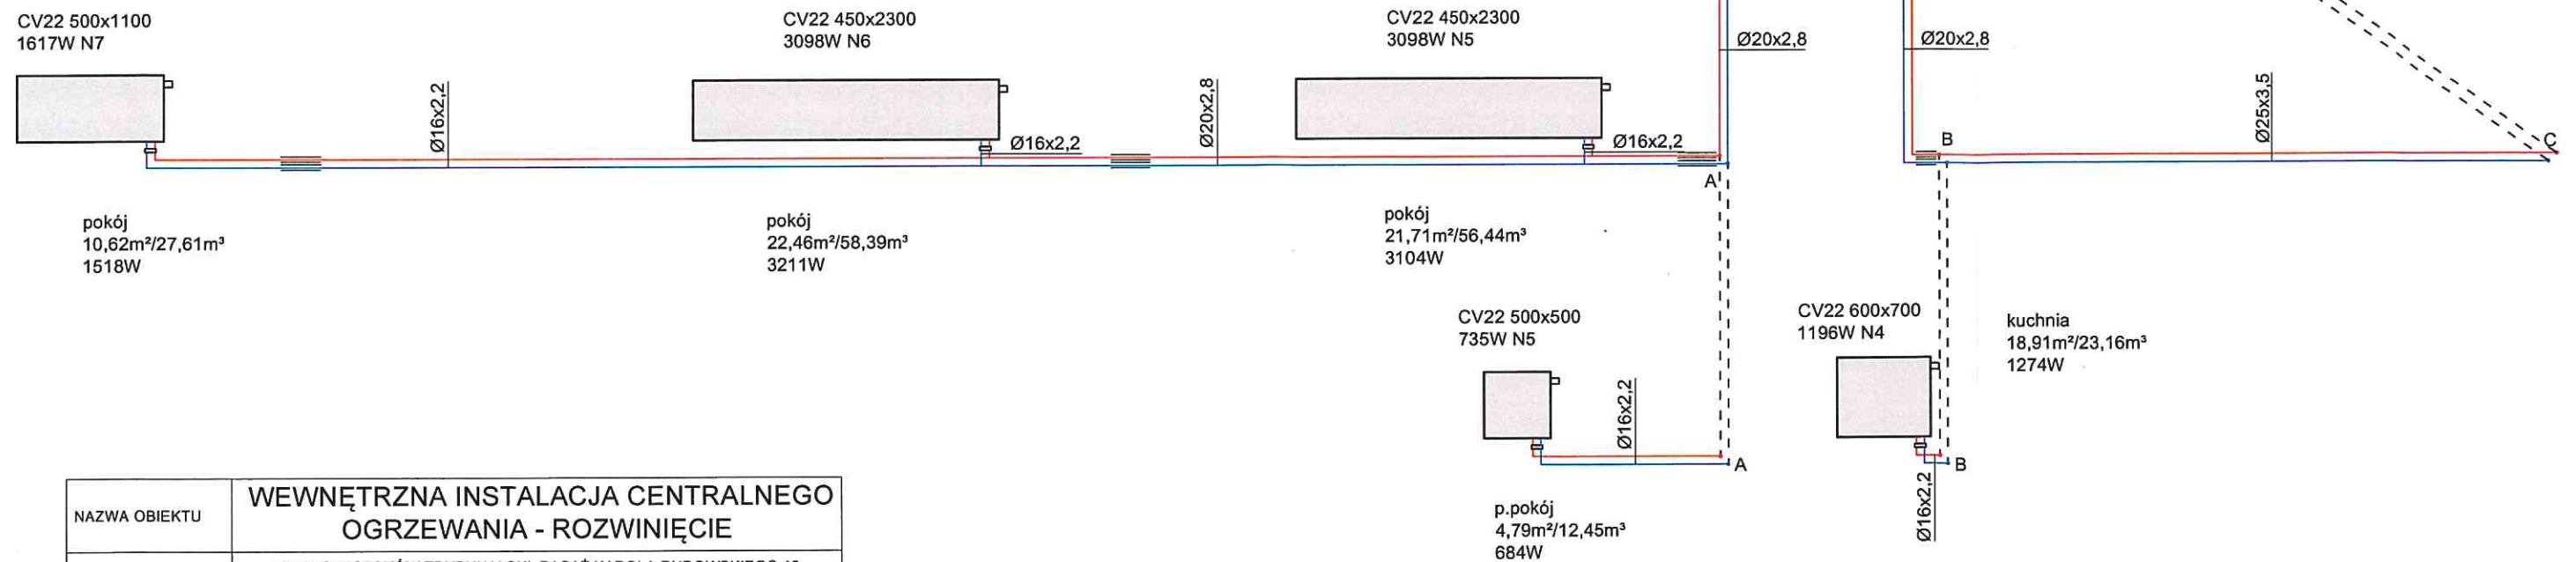 CV22 500x1100
1617W N7
CV22 450x2300
3098W N6
CV22 450x2300
3098W N5
Ø20x2,8
Ø20x2,8
Ø16x2,2
Ø16x2,2
Ø20x2,8
Ø16x2,2
Ø25x3,5
A
B
C
pokój
10,62m²/27,61m³
1518W
pokój
22,46m²/58,39m³
3211W
pokój
21,71m²/56,44m³
3104W
CV22 500x500
735W N5
Ø16x2,2
A
p.pokój
4,79m²/12,45m³
684W
CV22 600x700
1196W N4
Ø16x2,2
B
kuchnia
18,91m²/23,16m³
1274W
NAZWA OBIEKTU
WEWNĘTRZNA INSTALACJA CENTRALNEGO
OGRZEWANIA - ROZWINIĘCIE